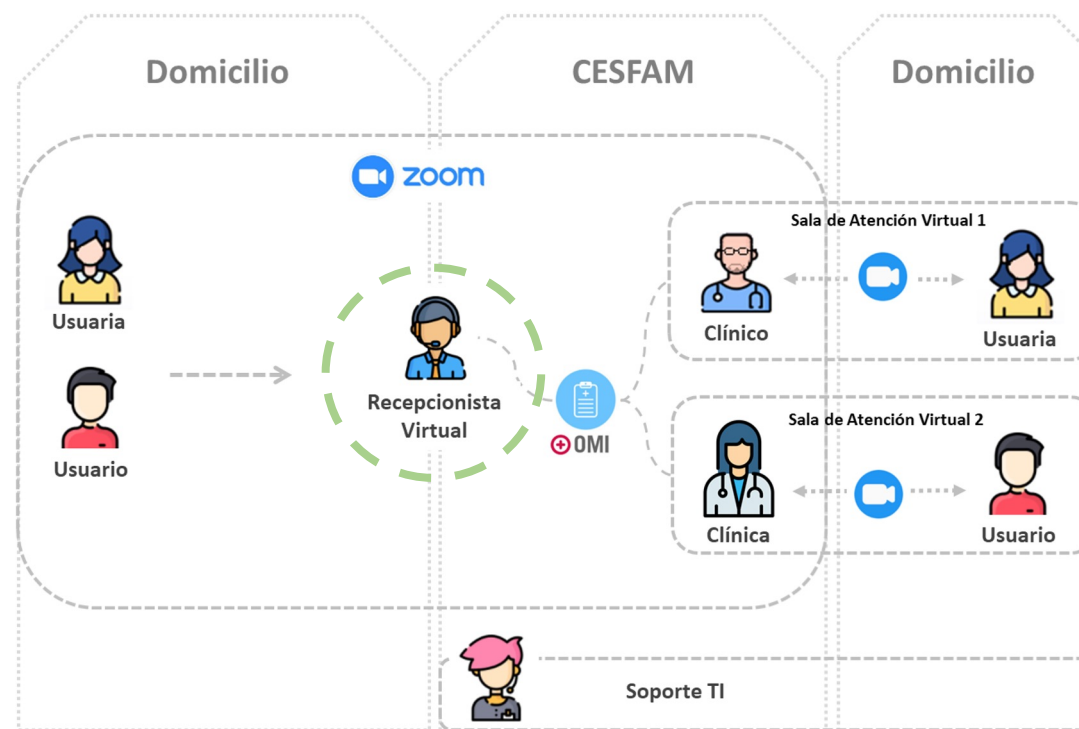 Domicilio
CESFAM
Domicilio
zoom
Usuaria
Usuario
Recepcionista
Virtual
OMI
Sala de Atención Virtual 1
Clínico
Usuaria
Sala de Atención Virtual 2
Clínica
Usuario
Soporte TI